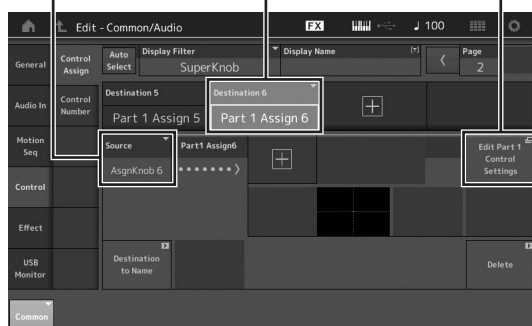 Edit - Common/Audio FX ♩ 100
General
Control Assign
Auto Select
Display Filter
SuperKnob
Display Name [T]
Page
2
Audio In
Control Number
Destination 5
Part 1 Assign 5
Destination 6
Part 1 Assign 6
Motion Seq
Source
AsgnKnob 6
Part1 Assign6
Edit Part 1 Control Settings
Control
Effect
USB Monitor
Destination to Name
Delete
Common